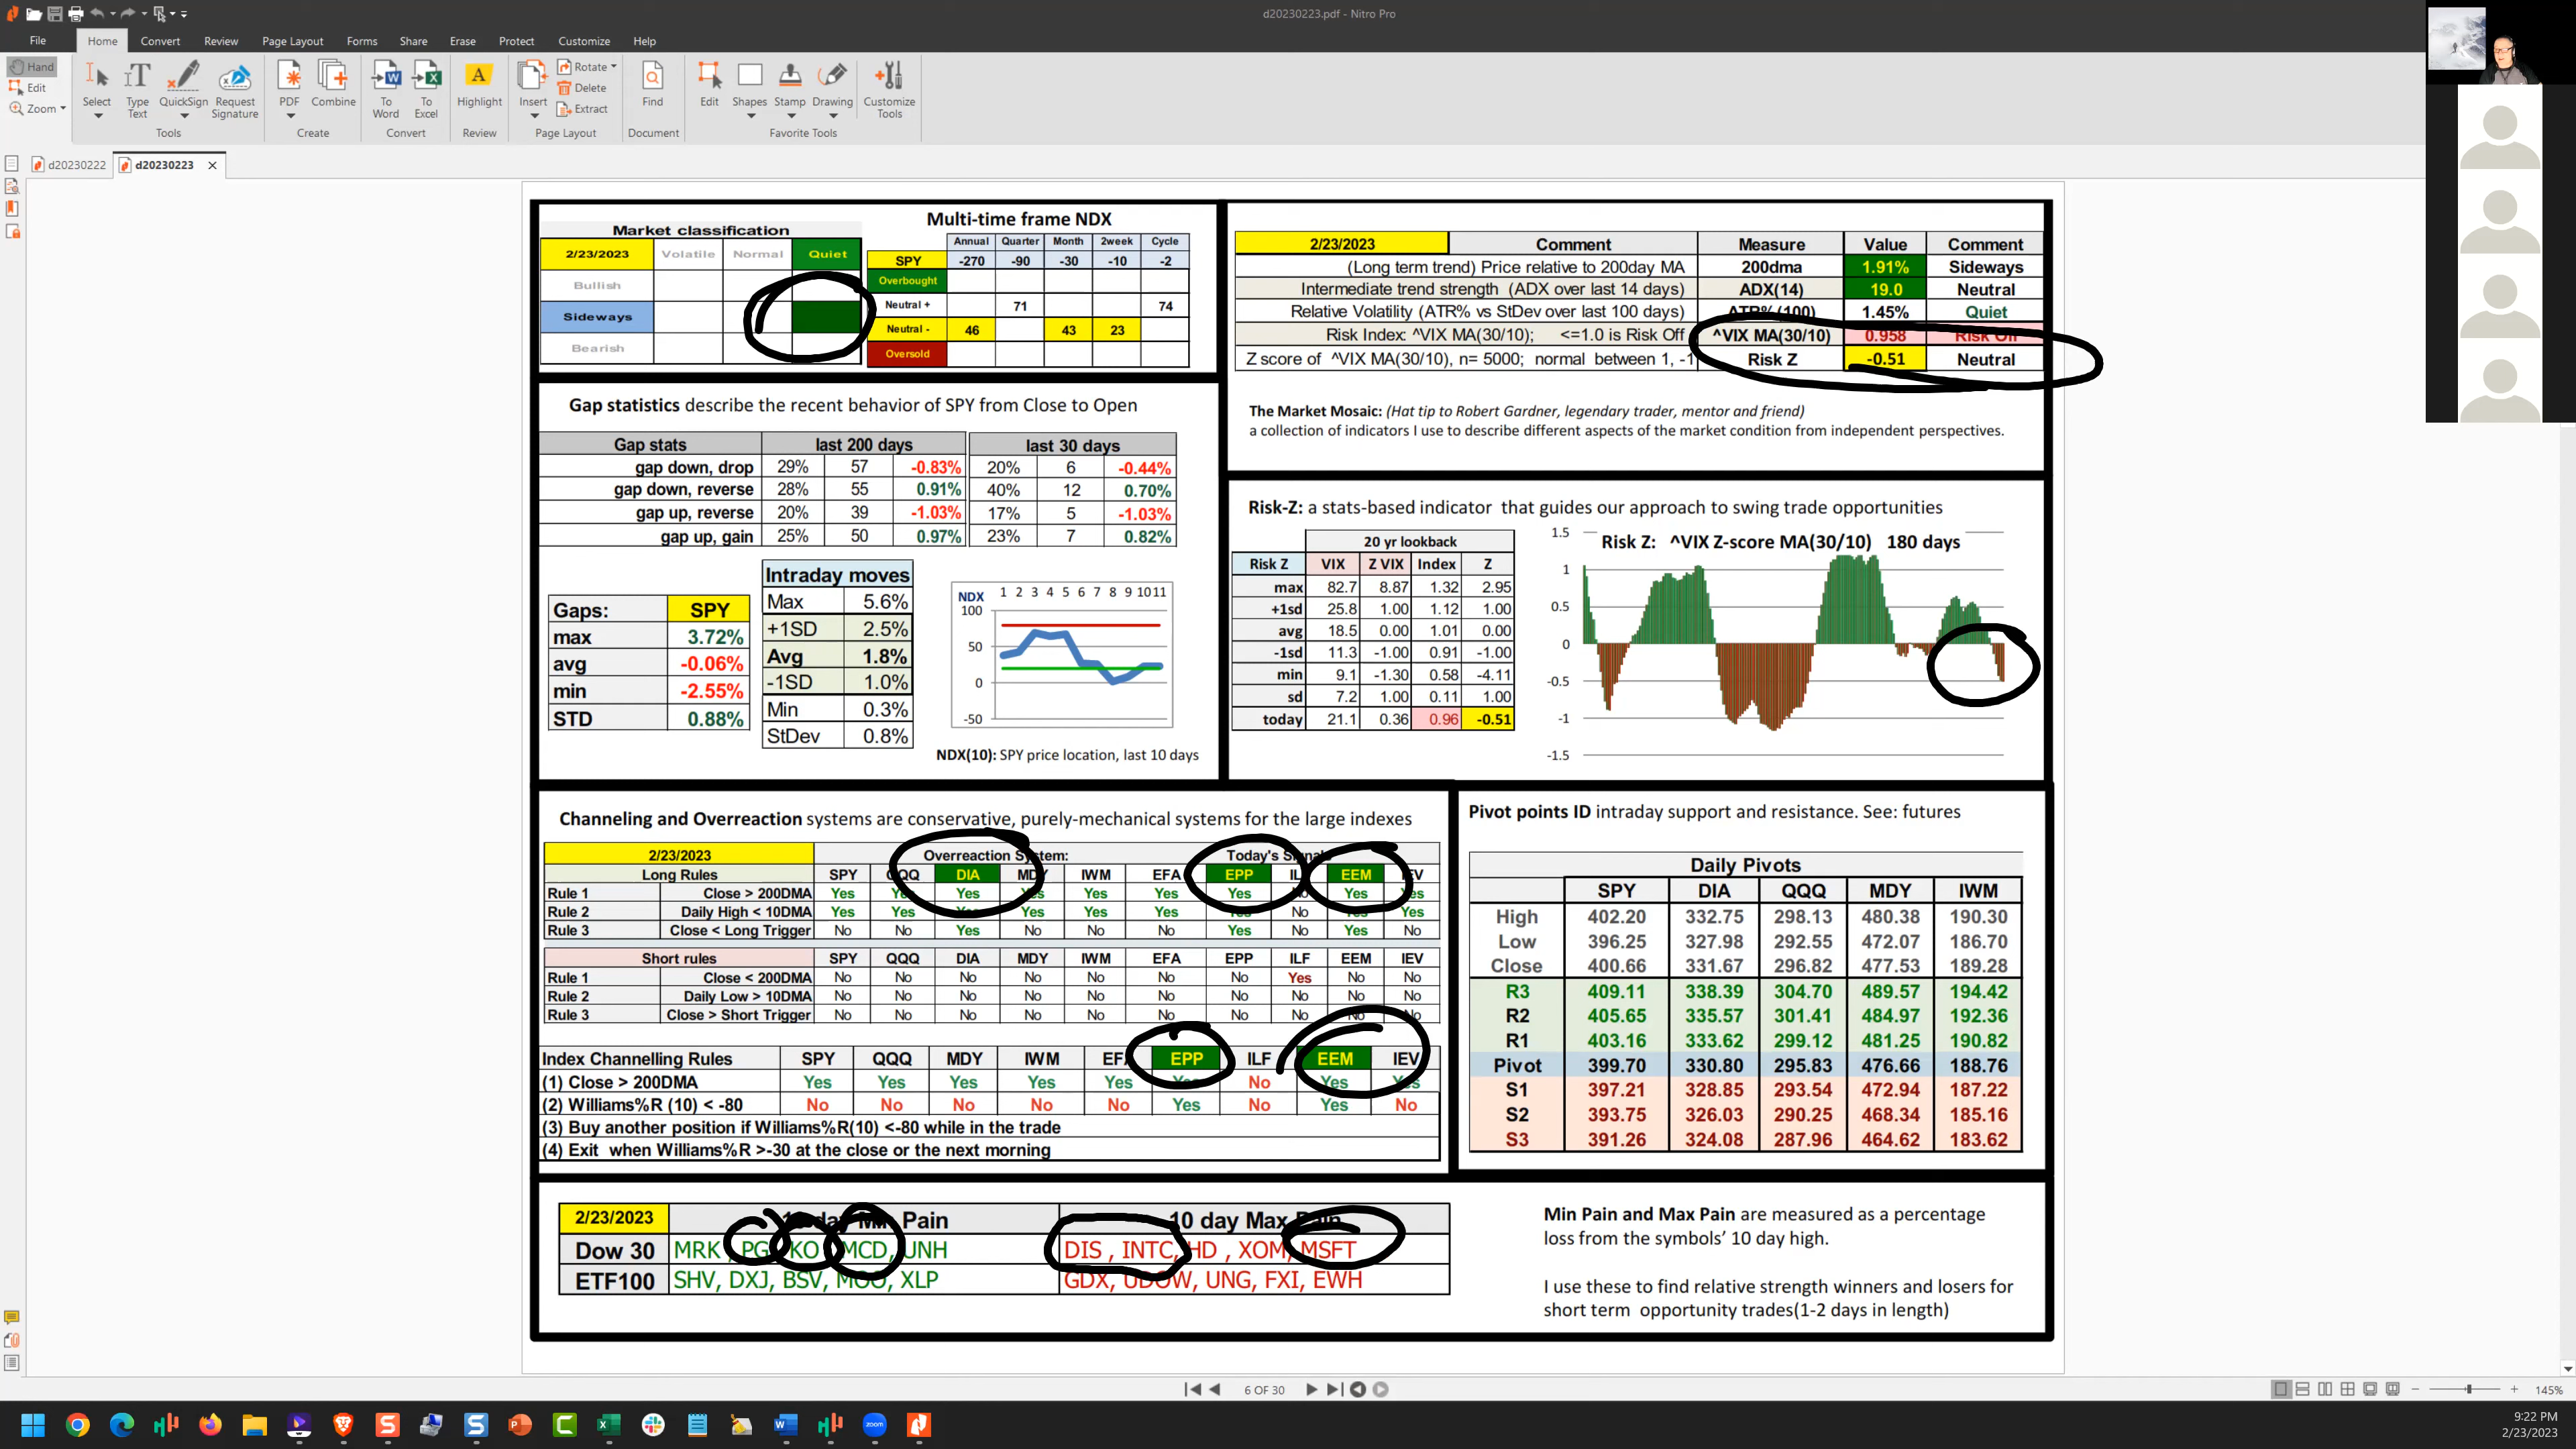 d20230223.pdf - Nitro Pro
File Home Convert Review Page Layout Forms Share Erase Protect Customize Help
Hand
Edit
Zoom
Select
Type Text
QuickSign
Request Signature
Tools
PDF
Combine
Create
To Word
To Excel
Convert
Highlight
Review
Insert
Rotate
Delete
Extract
Page Layout
Find
Document
Edit
Shapes
Stamp
Drawing
Customize Tools
Favorite Tools
d20230222
d20230223
Market classification
2/23/2023 Volatile Normal Quiet
Bullish
Sideways
Bearish
Multi-time frame NDX
Annual Quarter Month 2week Cycle
SPY -270 -90 -30 -10 -2
Overbought
Neutral + 71 74
Neutral - 46 43 23
Oversold
2/23/2023 Comment Measure Value Comment
(Long term trend) Price relative to 200day MA 200dma 1.91% Sideways
Intermediate trend strength (ADX over last 14 days) ADX(14) 19.0 Neutral
Relative Volatility (ATR% vs StDev over last 100 days) ATR%(100) 1.45% Quiet
Risk Index: ^VIX MA(30/10); <=1.0 is Risk Off ^VIX MA(30/10) 0.958 Risk Off
Z score of ^VIX MA(30/10), n= 5000; normal between 1, -1 Risk Z -0.51 Neutral
The Market Mosaic: (Hat tip to Robert Gardner, legendary trader, mentor and friend)
a collection of indicators I use to describe different aspects of the market condition from independent perspectives.
Gap statistics describe the recent behavior of SPY from Close to Open
Gap stats last 200 days last 30 days
gap down, drop 29% 57 -0.83% 20% 6 -0.44%
gap down, reverse 28% 55 0.91% 40% 12 0.70%
gap up, reverse 20% 39 -1.03% 17% 5 -1.03%
gap up, gain 25% 50 0.97% 23% 7 0.82%
Gaps: SPY
max 3.72%
avg -0.06%
min -2.55%
STD 0.88%
Intraday moves
Max 5.6%
+1SD 2.5%
Avg 1.8%
-1SD 1.0%
Min 0.3%
StDev 0.8%
NDX 1 2 3 4 5 6 7 8 9 10 11
100
50
0
-50
NDX(10): SPY price location, last 10 days
Risk-Z: a stats-based indicator that guides our approach to swing trade opportunities
20 yr lookback
Risk Z VIX Z VIX Index Z
max 82.7 8.87 1.32 2.95
+1sd 25.8 1.00 1.12 1.00
avg 18.5 0.00 1.01 0.00
-1sd 11.3 -1.00 0.91 -1.00
min 9.1 -1.30 0.58 -4.11
sd 7.2 1.00 0.11 1.00
today 21.1 0.36 0.96 -0.51
Risk Z: ^VIX Z-score MA(30/10) 180 days
1.5
1
0.5
0
-0.5
-1
-1.5
Channeling and Overreaction systems are conservative, purely-mechanical systems for the large indexes
2/23/2023 Overreaction System: Today's Signals
Long Rules SPY QQQ DIA MDY IWM EFA EPP ILF EEM IEV
Rule 1 Close > 200DMA Yes Yes Yes Yes Yes Yes Yes No Yes Yes
Rule 2 Daily High < 10DMA Yes Yes Yes Yes Yes Yes Yes No Yes Yes
Rule 3 Close < Long Trigger No No Yes No No No Yes No Yes No
Short rules SPY QQQ DIA MDY IWM EFA EPP ILF EEM IEV
Rule 1 Close < 200DMA No No No No No No No Yes No No
Rule 2 Daily Low > 10DMA No No No No No No No No No No
Rule 3 Close > Short Trigger No No No No No No No No No No
Index Channelling Rules SPY QQQ MDY IWM EFA EPP ILF EEM IEV
(1) Close > 200DMA Yes Yes Yes Yes Yes Yes No Yes Yes
(2) Williams%R (10) < -80 No No No No No Yes No Yes No
(3) Buy another position if Williams%R(10) <-80 while in the trade
(4) Exit when Williams%R >-30 at the close or the next morning
Pivot points ID intraday support and resistance. See: futures
Daily Pivots
SPY DIA QQQ MDY IWM
High 402.20 332.75 298.13 480.38 190.30
Low 396.25 327.98 292.55 472.07 186.70
Close 400.66 331.67 296.82 477.53 189.28
R3 409.11 338.39 304.70 489.57 194.42
R2 405.65 335.57 301.41 484.97 192.36
R1 403.16 333.62 299.12 481.25 190.82
Pivot 399.70 330.80 295.83 476.66 188.76
S1 397.21 328.85 293.54 472.94 187.22
S2 393.75 326.03 290.25 468.34 185.16
S3 391.26 324.08 287.96 464.62 183.62
2/23/2023 10 day Min Pain 10 day Max Pain
Dow 30 MRK PG KO MCD, UNH DIS , INTC, HD , XOM, MSFT
ETF100 SHV, DXJ, BSV, MOO, XLP GDX, UDOW, UNG, FXI, EWH
Min Pain and Max Pain are measured as a percentage
loss from the symbols' 10 day high.
I use these to find relative strength winners and losers for
short term opportunity trades(1-2 days in length)
6 OF 30
145%
zoom
9:22 PM
2/23/2023